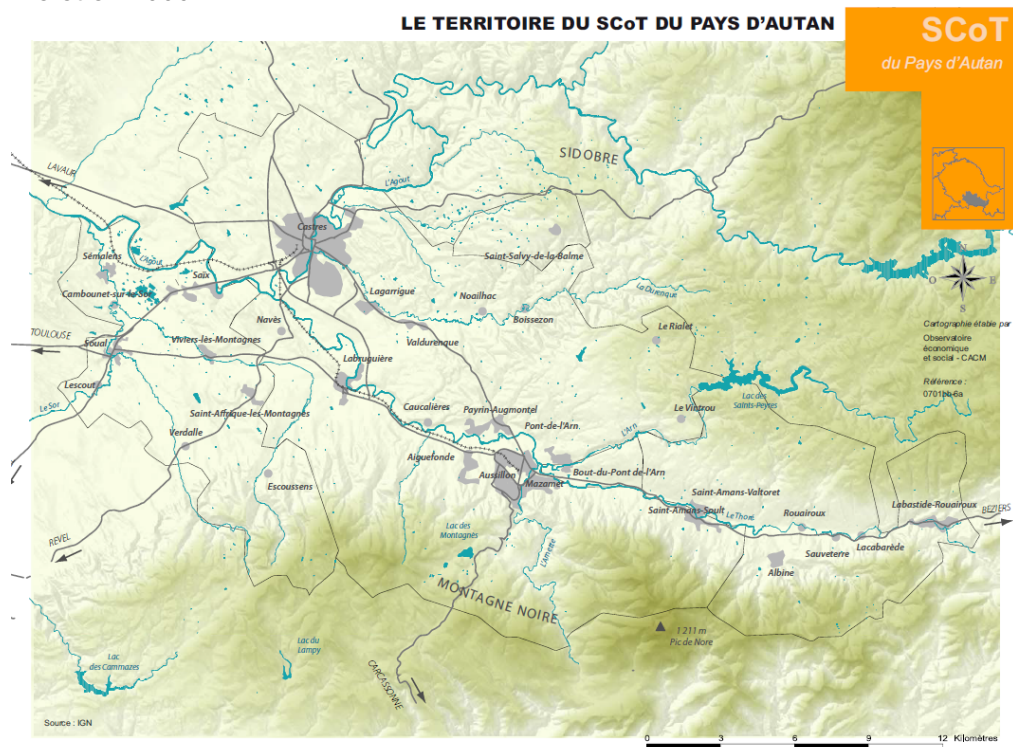 LE TERRITOIRE DU SCoT DU PAYS D'AUTAN
SCoT
du Pays d'Autan
SIDOBRE
LAVAUR
L'Agout
Castres
Sémalens
L'Agout
Saïx
Saint-Salvy-de-la-Balme
N
O
E
S
Cambounet-sur-le-Sor
Lagarrigue
Noailhac
La Durenque
Boissezon
Navès
Le Rialet
Cartographie étable par
Observatoire
économique
et social - CACM
Référence :
0701pb-6a
TOULOUSE
Soual
Viviers-lès-Montagnes
Valdurenque
Labruguière
Lescout
Le Sor
Saint-Affrique-les-Montagnes
Caucalières
Payrin-Augmontel
Le Vintrou
Lac des
Saints-Peyres
Verdalle
Pont-de-l'Arn
L'Arn
Aiguefonde
Aussillon
Mazamet
Bout-du-Pont de-l'Arn
Escoussens
Saint-Amans-Valtoret
Saint-Amans-Soult
Le Thoré
Rouairoux
Labastide-Rouairoux
BEZIERS
Lac des
Montagnès
L'Arnette
Sauveterre
Lacabarède
Albine
REVEL
MONTAGNE NOIRE
1 211 m
Pic de Nore
Lac
des Cammazes
Lac du
Lampy
CARCASSONNE
Source : IGN
0
3
6
9
12 Kilomètres